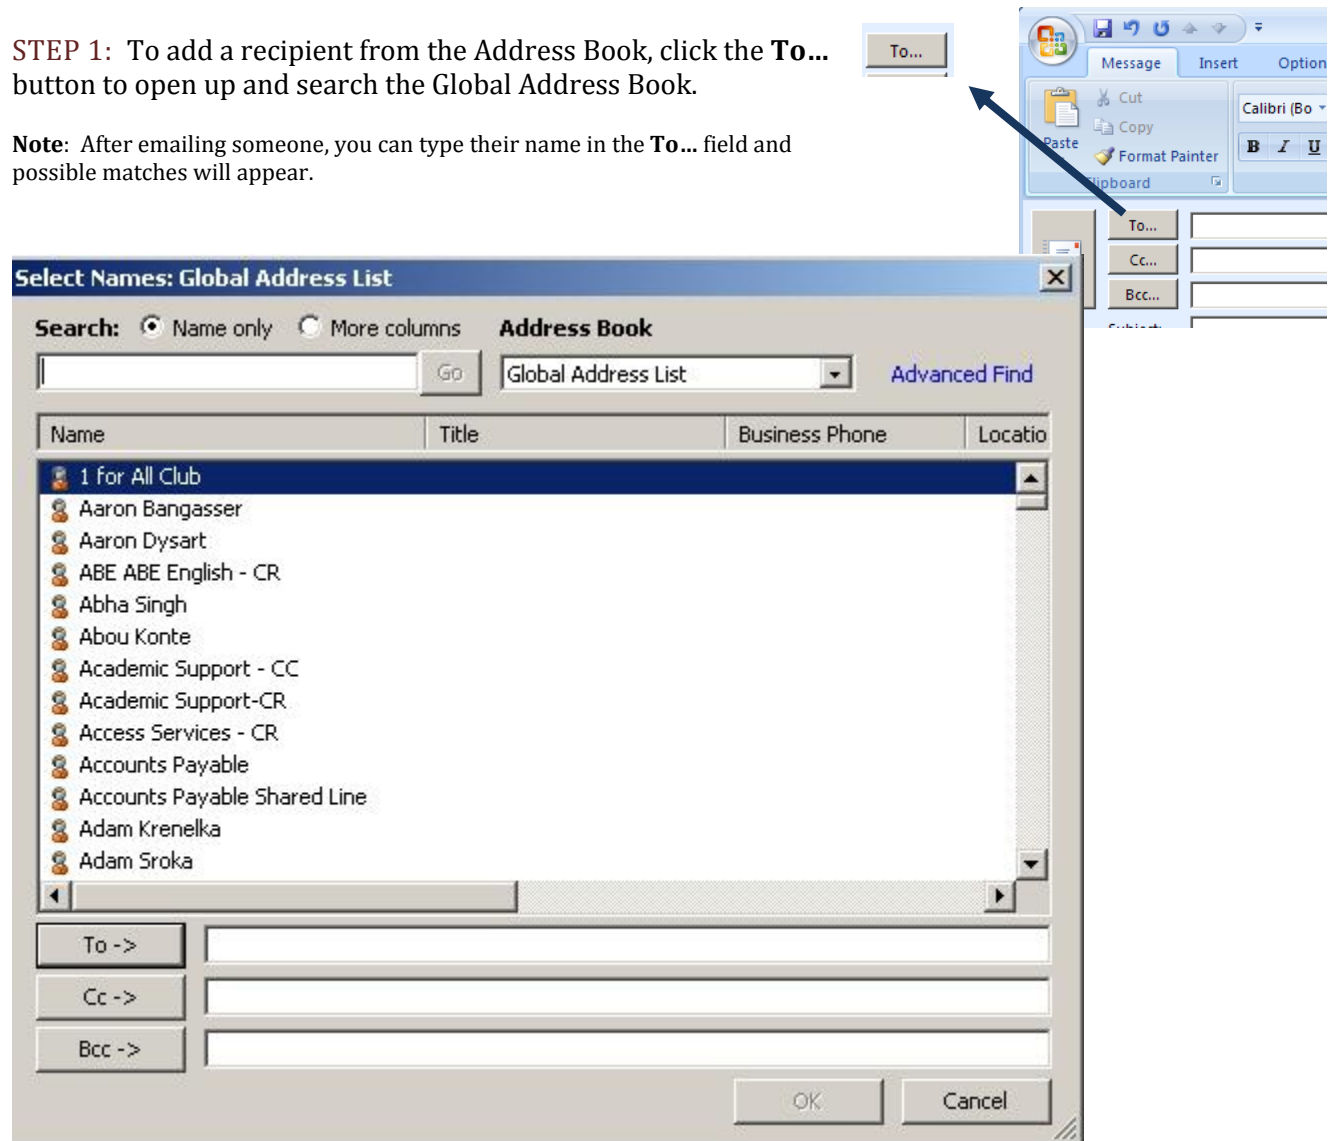 STEP 1: To add a recipient from the Address Book, click the To...
button to open up and search the Global Address Book.
Note: After emailing someone, you can type their name in the To... field and
possible matches will appear.
To...
Message Insert Option
Cut
Copy
Paste
Format Painter
Clipboard
Calibri (Bo
B I U
To...
Cc...
Bcc...
Subject:
Select Names: Global Address List
Search: Name only More columns Address Book
Go Global Address List Advanced Find
Name Title Business Phone Locatio
1 for All Club
Aaron Bangasser
Aaron Dysart
ABE ABE English - CR
Abha Singh
Abou Konte
Academic Support - CC
Academic Support-CR
Access Services - CR
Accounts Payable
Accounts Payable Shared Line
Adam Krenelka
Adam Sroka
To ->
Cc ->
Bcc ->
OK Cancel